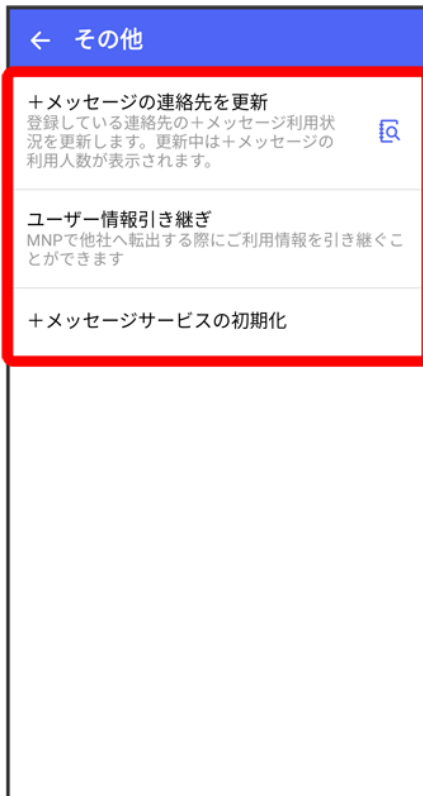 ← その他
＋メッセージの連絡先を更新
登録している連絡先の＋メッセージ利用状
況を更新します。更新中は＋メッセージの
利用人数が表示されます。
ユーザー情報引き継ぎ
MNPで他社へ転出する際にご利用情報を引き継ぐこ
とができます
＋メッセージサービスの初期化